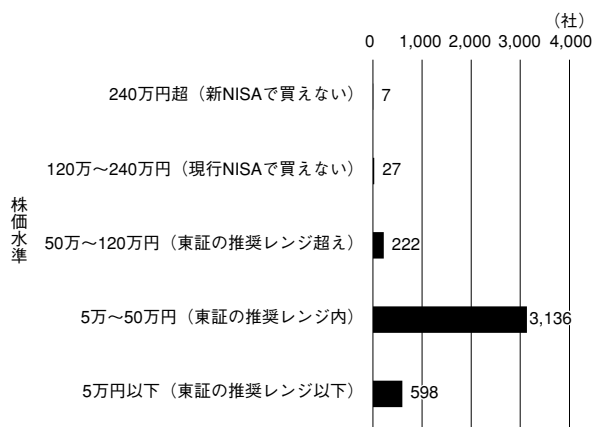 （社）
0 1,000 2,000 3,000 4,000
240万円超（新NISAで買えない） 7
120万～240万円（現行NISAで買えない） 27
株価水準
50万～120万円（東証の推奨レンジ超え） 222
5万～50万円（東証の推奨レンジ内） 3,136
5万円以下（東証の推奨レンジ以下） 598